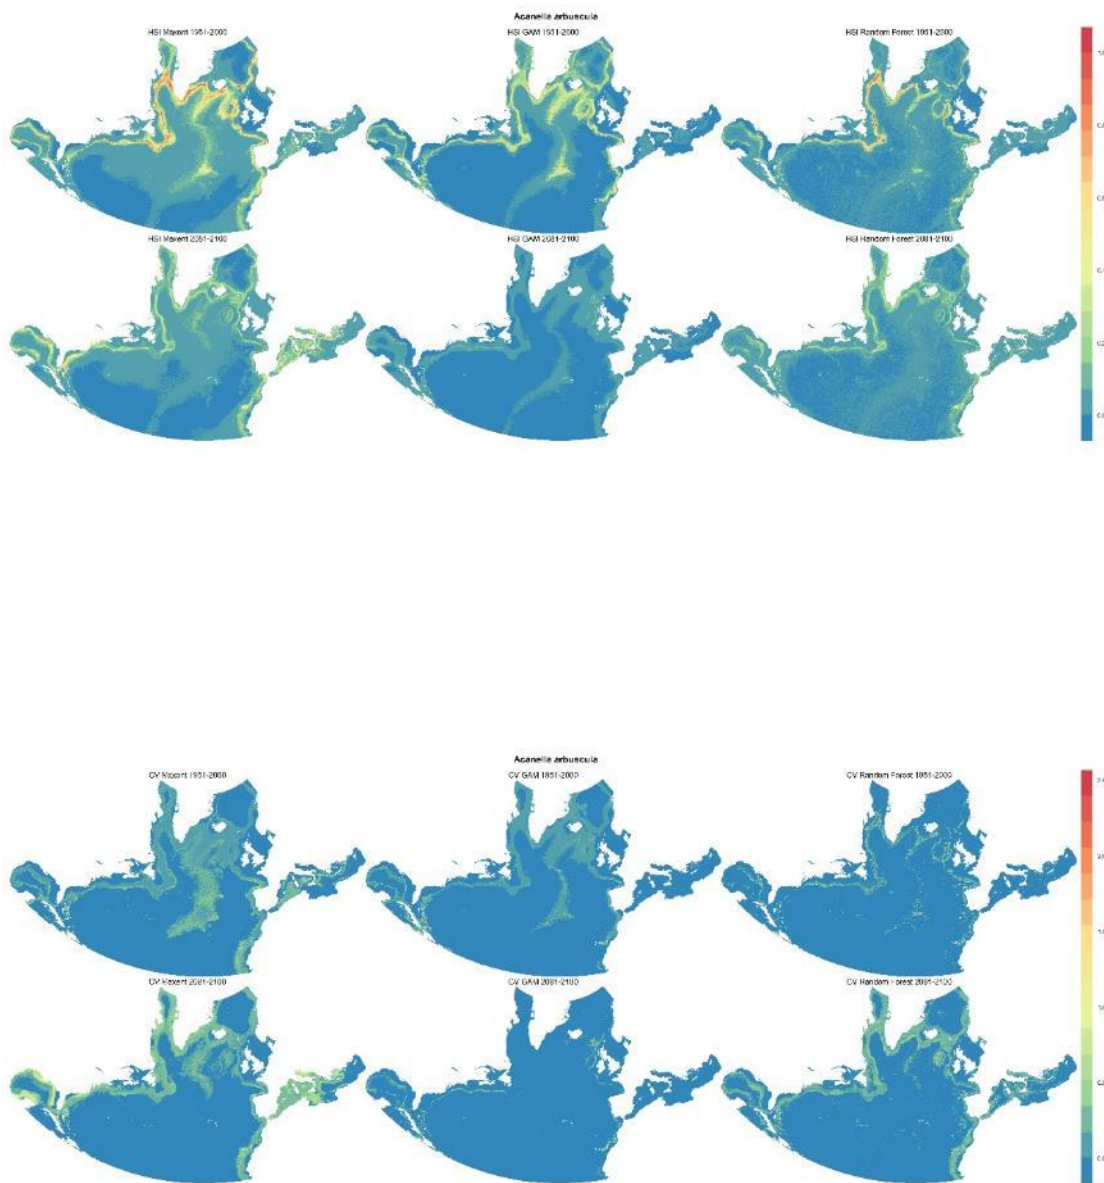 Acanella arbuscula
HSI Maxent 1951-2000 HSI GAM 1951-2000 HSI Random Forest 1951-2000
HSI Maxent 2081-2100 HSI GAM 2081-2100 HSI Random Forest 2081-2100
Acanella arbuscula
CV Maxent 1951-2000 CV GAM 1951-2000 CV Random Forest 1951-2000
CV Maxent 2081-2100 CV GAM 2081-2100 CV Random Forest 2081-2100